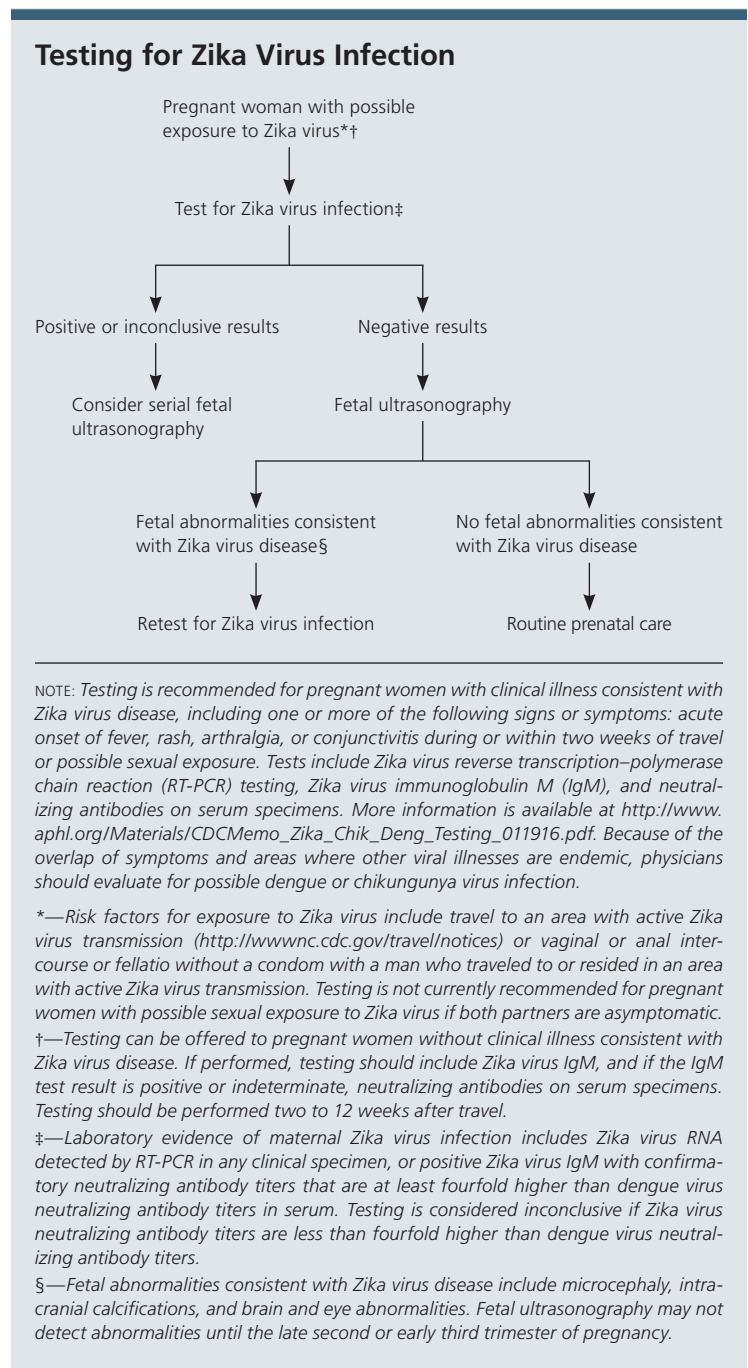 Testing for Zika Virus Infection
Pregnant woman with possible
exposure to Zika virus*†
Test for Zika virus infection‡
Positive or inconclusive results
Negative results
Consider serial fetal
ultrasonography
Fetal ultrasonography
Fetal abnormalities consistent
with Zika virus disease§
No fetal abnormalities consistent
with Zika virus disease
Retest for Zika virus infection
Routine prenatal care
NOTE: Testing is recommended for pregnant women with clinical illness consistent with
Zika virus disease, including one or more of the following signs or symptoms: acute
onset of fever, rash, arthralgia, or conjunctivitis during or within two weeks of travel
or possible sexual exposure. Tests include Zika virus reverse transcription–polymerase
chain reaction (RT-PCR) testing, Zika virus immunoglobulin M (IgM), and neutral-
izing antibodies on serum specimens. More information is available at http://www.
aphl.org/Materials/CDCMemo_Zika_Chik_Deng_Testing_011916.pdf. Because of the
overlap of symptoms and areas where other viral illnesses are endemic, physicians
should evaluate for possible dengue or chikungunya virus infection.
*—Risk factors for exposure to Zika virus include travel to an area with active Zika
virus transmission (http://wwwnc.cdc.gov/travel/notices) or vaginal or anal inter-
course or fellatio without a condom with a man who traveled to or resided in an area
with active Zika virus transmission. Testing is not currently recommended for pregnant
women with possible sexual exposure to Zika virus if both partners are asymptomatic.
†—Testing can be offered to pregnant women without clinical illness consistent with
Zika virus disease. If performed, testing should include Zika virus IgM, and if the IgM
test result is positive or indeterminate, neutralizing antibodies on serum specimens.
Testing should be performed two to 12 weeks after travel.
‡—Laboratory evidence of maternal Zika virus infection includes Zika virus RNA
detected by RT-PCR in any clinical specimen, or positive Zika virus IgM with confirma-
tory neutralizing antibody titers that are at least fourfold higher than dengue virus
neutralizing antibody titers in serum. Testing is considered inconclusive if Zika virus
neutralizing antibody titers are less than fourfold higher than dengue virus neutral-
izing antibody titers.
§—Fetal abnormalities consistent with Zika virus disease include microcephaly, intra-
cranial calcifications, and brain and eye abnormalities. Fetal ultrasonography may not
detect abnormalities until the late second or early third trimester of pregnancy.